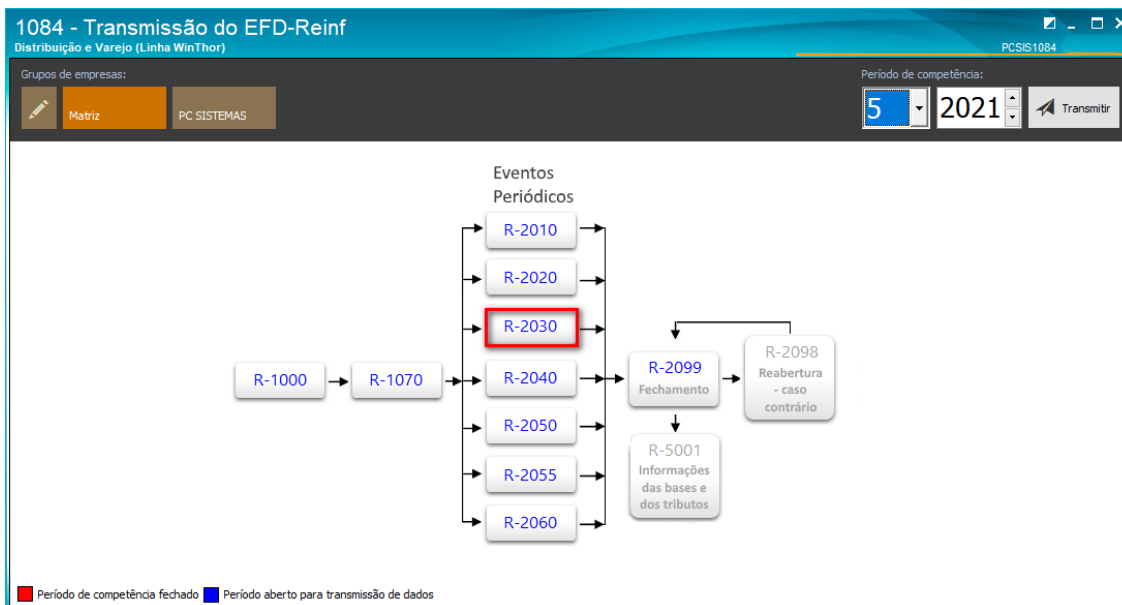 1084 - Transmissão do EFD-Reinf
Distribuição e Varejo (Linha WinThor)
PCSIS1084
Grupos de empresas:
Período de competência:
Matriz
PC SISTEMAS
5
2021
Transmitir
Eventos
Periódicos
R-2010
R-2020
R-2030
R-1000
R-1070
R-2040
R-2050
R-2055
R-2060
R-2099
Fechamento
R-2098
Reabertura
- caso
contrário
R-5001
Informações
das bases e
dos tributos
Período de competência fechado
Período aberto para transmissão de dados